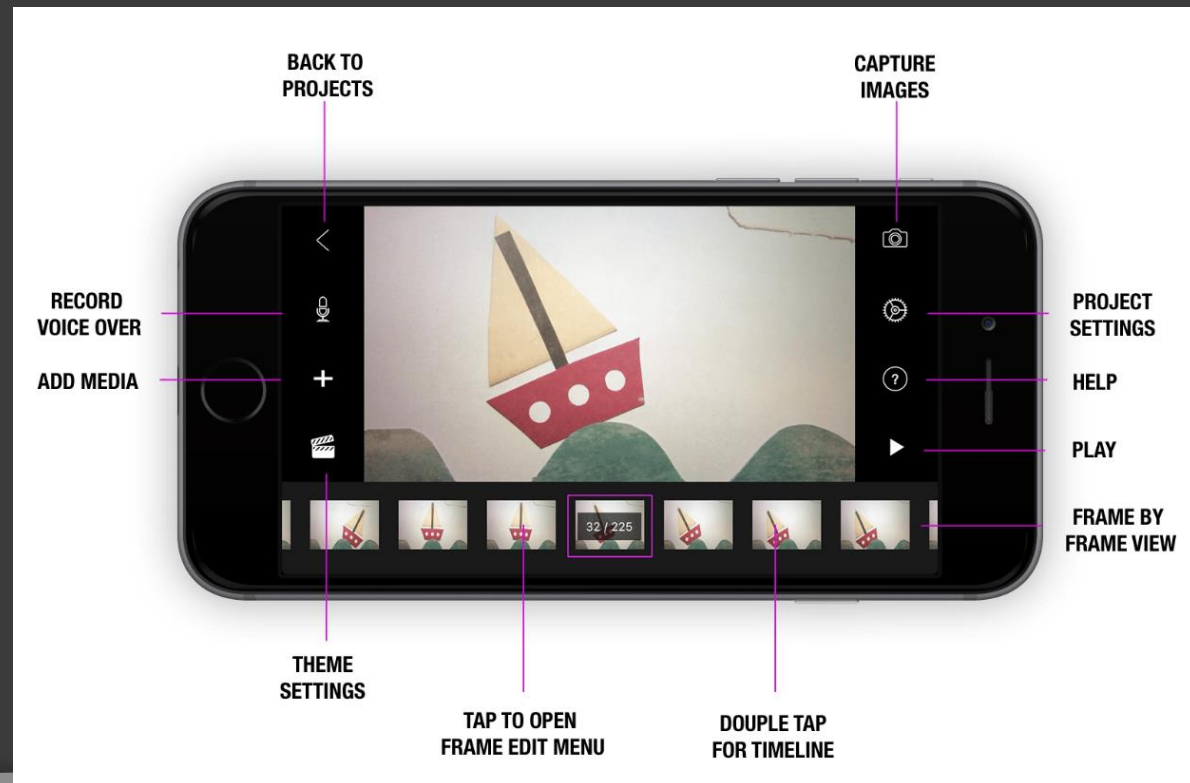 BACK TO
PROJECTS
CAPTURE
IMAGES
RECORD
VOICE OVER
PROJECT
SETTINGS
ADD MEDIA
?
HELP
PLAY
32 / 225
FRAME BY
FRAME VIEW
THEME
SETTINGS
TAP TO OPEN
FRAME EDIT MENU
DOUPLE TAP
FOR TIMELINE